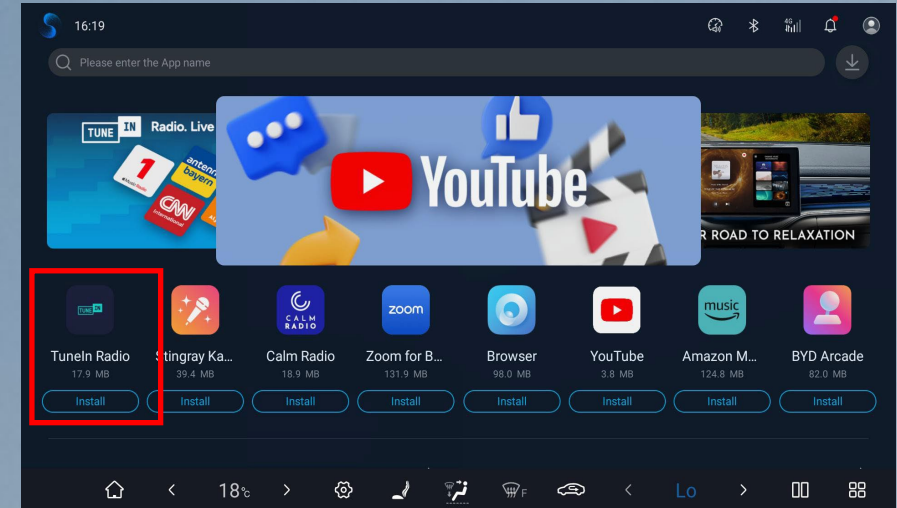 16:19
4G
Please enter the App name
TUNE IN
Radio. Live
1
antenn
bayern
CNN
International
YouTube
R ROAD TO RELAXATION
TUNE IN
CALM
RADIO
zoom
music
TuneIn Radio
Stingray Ka...
Calm Radio
Zoom for B...
Browser
YouTube
Amazon M...
BYD Arcade
17.9 MB
39.4 MB
18.9 MB
131.9 MB
98.0 MB
3.8 MB
124.8 MB
82.0 MB
Install
Install
Install
Install
Install
Install
Install
Install
18°C
F
Lo